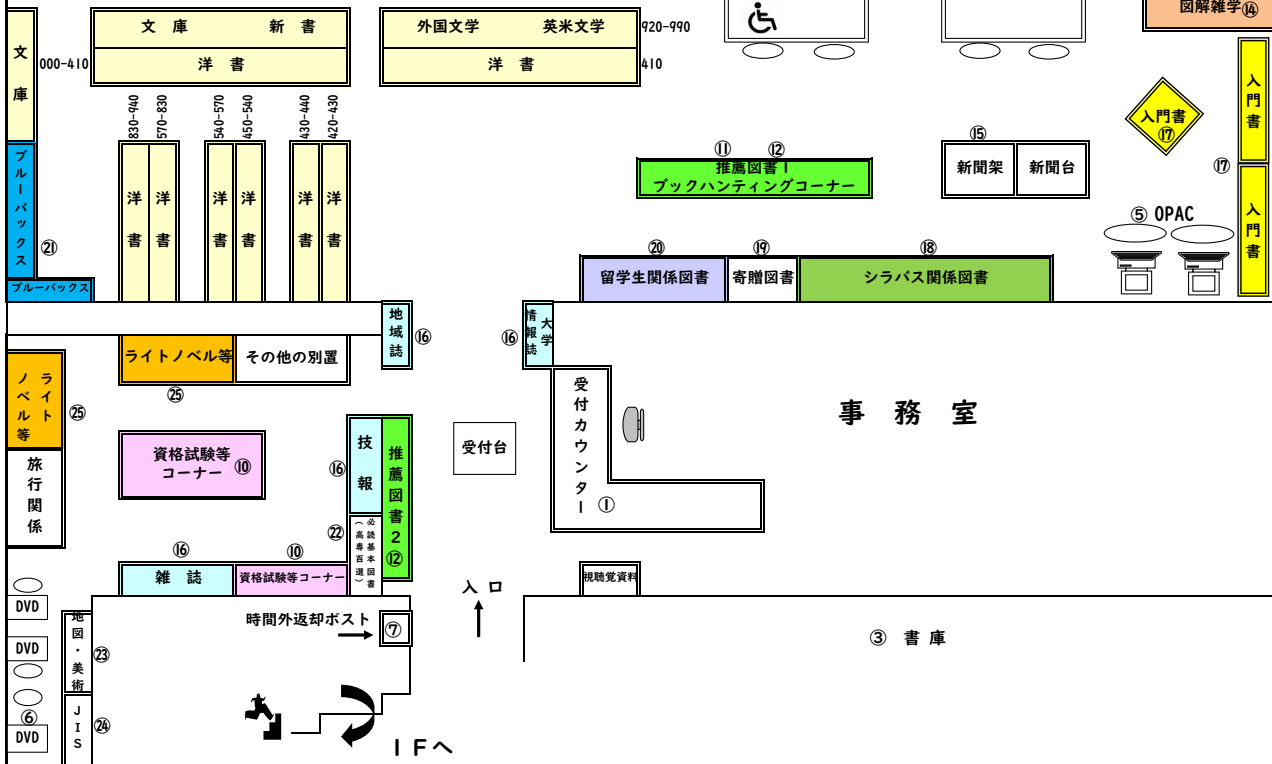 文庫　新書
外国文学　英米文学
920-990
図解雑学⑭
文庫
000-410
洋書
洋書
410
830-940
570-830
540-570
450-540
430-440
420-430
入門書
入門書
⑰
⑰
入門書
ブルーバックス
㉑
ブルーバックス
洋書
洋書
洋書
洋書
洋書
洋書
⑪
⑫
推薦図書1
ブックハンティングコーナー
⑮
新聞架
新聞台
⑤ OPAC
⑳
留学生関係図書
⑲
寄贈図書
⑱
シラバス関係図書
地域誌
⑯
⑯
大学
情報誌
ライトノベル等
その他の別置
㉕
ライト
ノベル等
㉕
旅行関係
資格試験等
コーナー
⑩
技報
⑯
推薦図書2
⑫
㉒
必読基本図書
（高専百選）
受付台
受付カウンター
①
事務室
⑯
雑誌
⑩
資格試験等コーナー
入口
視聴覚資料
時間外返却ポスト
⑦
③ 書庫
DVD
DVD
⑥
DVD
地図・美術
㉓
JIS
㉔
1Fへ